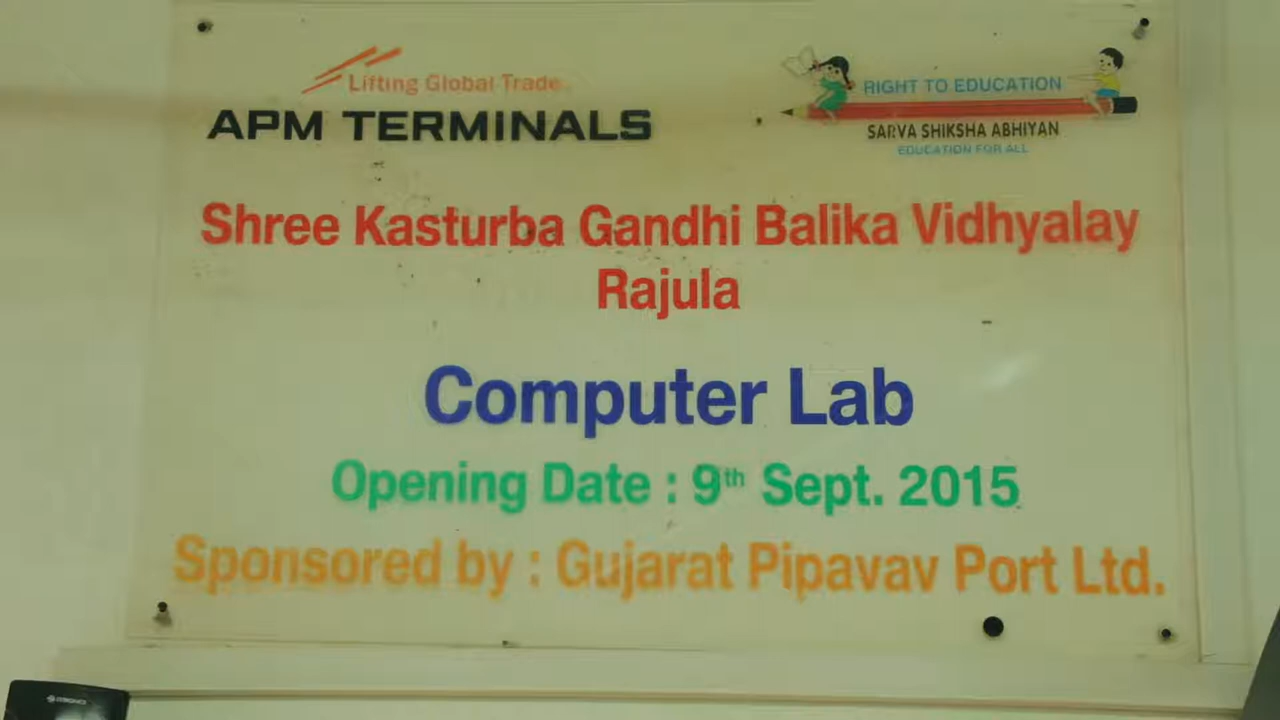 Lifting Global Trade.
APM TERMINALS
RIGHT TO EDUCATION
SARVA SHIKSHA ABHIYAN
EDUCATION FOR ALL
Shree Kasturba Gandhi Balika Vidhyalay
Rajula
Computer Lab
Opening Date : 9th Sept. 2015
Sponsored by : Gujarat Pipavav Port Ltd.